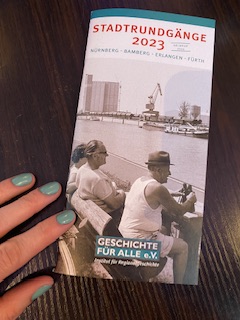 STADTRUNDGÄNGE
2023
NÜRNBERG - BAMBERG - ERLANGEN - FÜRTH
GESCHICHTE
FÜR ALLE e.V.
Institut für Regionalgeschichte